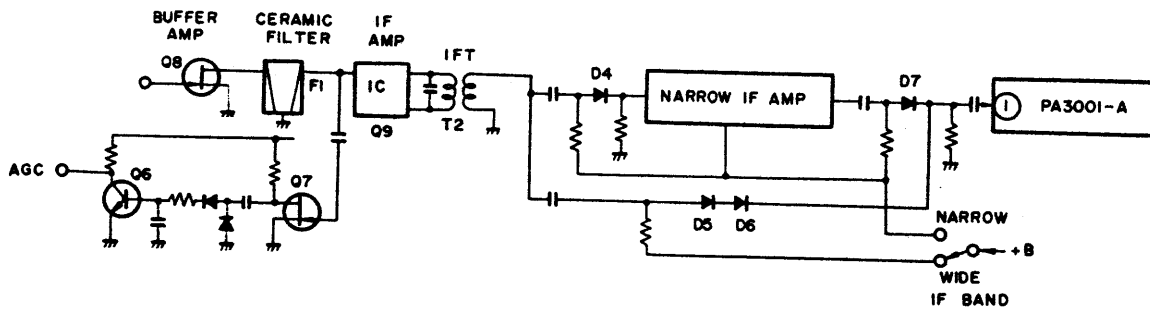 BUFFER
AMP
CERAMIC
FILTER
IF
AMP
IFT
Q8
F1
IC
D4
NARROW IF AMP
D7
1
PA3001-A
Q9
T2
AGC
Q6
Q7
D5
D6
NARROW
+B
WIDE
IF BAND